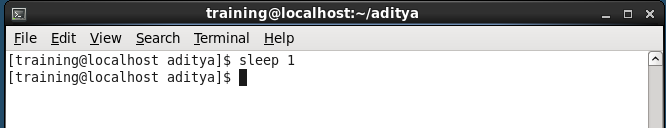 training@localhost:~/aditya
File Edit View Search Terminal Help
[training@localhost aditya]$ sleep 1
[training@localhost aditya]$